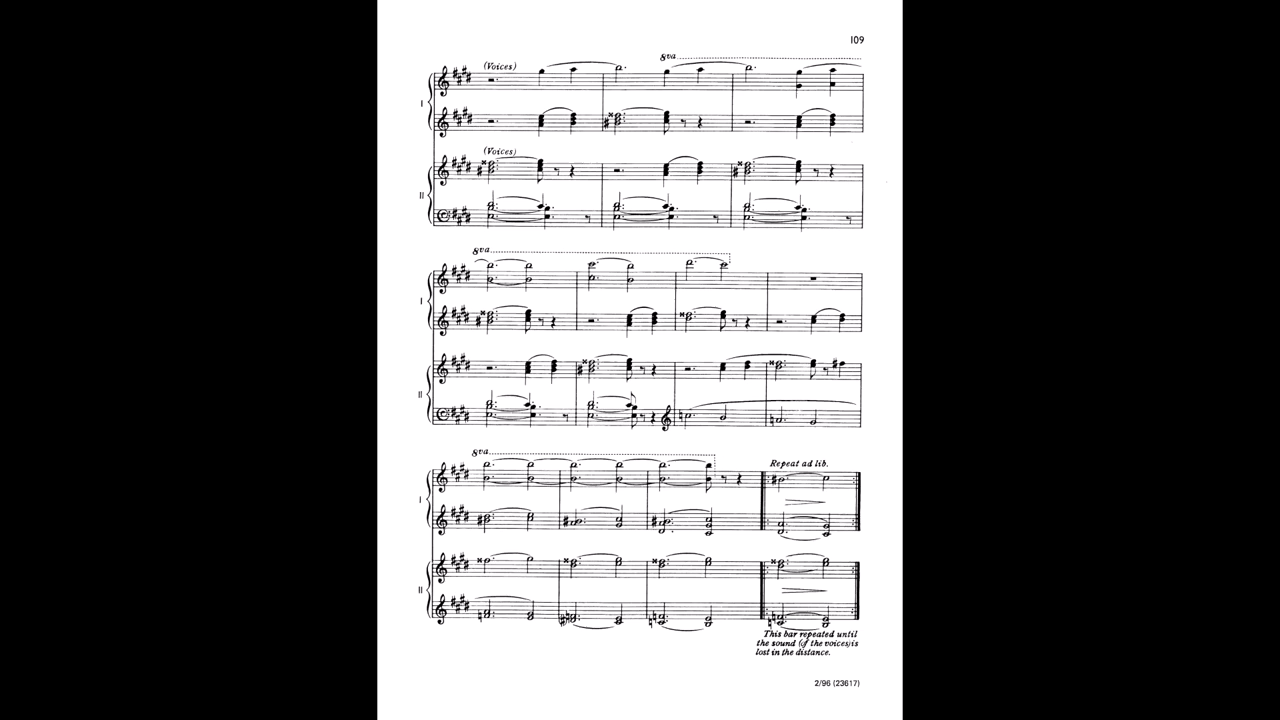 109
(Voices)
8va
I
(Voices)
II
8va
I
II
8va
Repeat ad lib.
I
II
This bar repeated until
the sound (of the voices) is
lost in the distance.
2/96 (23617)